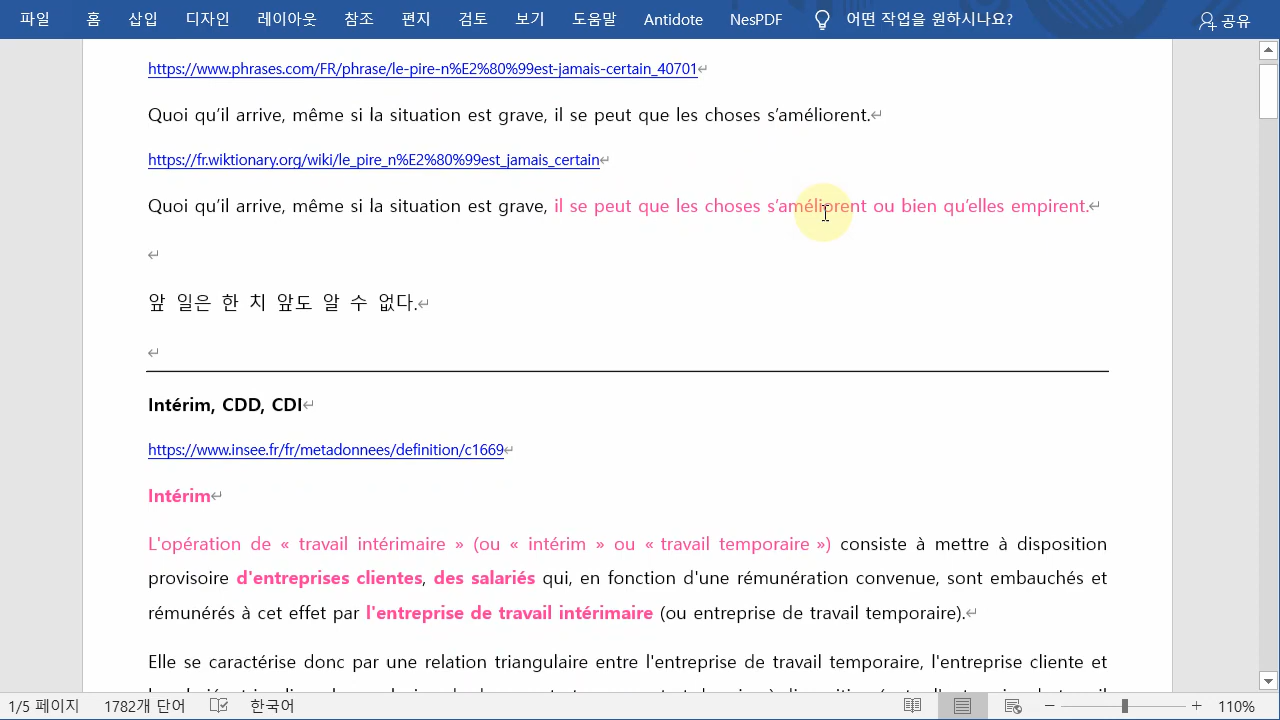 파일 홈 삽입 디자인 레이아웃 참조 편지 검토 보기 도움말 Antidote NesPDF 어떤 작업을 원하시나요? 공유
https://www.phrases.com/FR/phrase/le-pire-n%E2%80%99est-jamais-certain_40701
Quoi qu’il arrive, même si la situation est grave, il se peut que les choses s’améliorent.
https://fr.wiktionary.org/wiki/le_pire_n%E2%80%99est_jamais_certain
Quoi qu’il arrive, même si la situation est grave, il se peut que les choses s’améliorent ou bien qu’elles empirent.
앞 일은 한 치 앞도 알 수 없다.
Intérim, CDD, CDI
https://www.insee.fr/fr/metadonnees/definition/c1669
Intérim
L'opération de « travail intérimaire » (ou « intérim » ou « travail temporaire ») consiste à mettre à disposition
provisoire d'entreprises clientes, des salariés qui, en fonction d'une rémunération convenue, sont embauchés et
rémunérés à cet effet par l'entreprise de travail intérimaire (ou entreprise de travail temporaire).
Elle se caractérise donc par une relation triangulaire entre l'entreprise de travail temporaire, l'entreprise cliente et
1/5 페이지 1782개 단어 한국어 110%